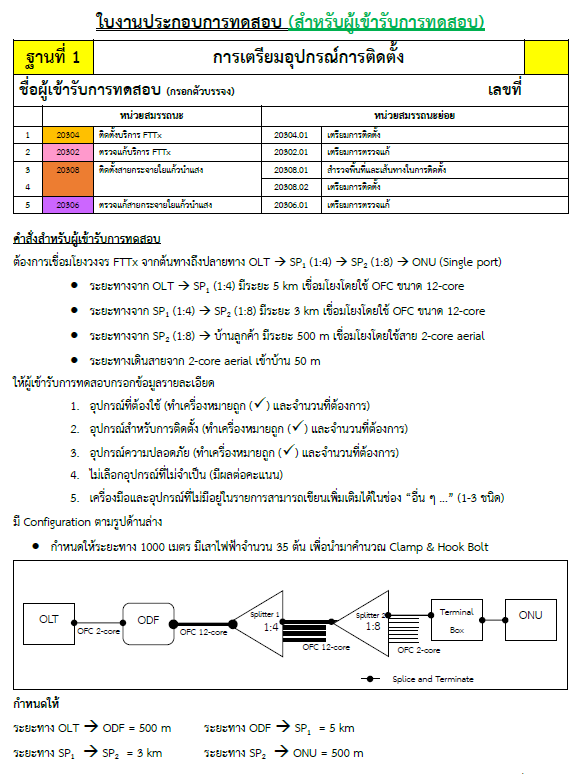 ใบงานประกอบการทดสอบ (สำหรับผู้เข้ารับการทดสอบ)
ฐานที่ 1 การเตรียมอุปกรณ์การติดตั้ง
ชื่อผู้เข้ารับการทดสอบ (กรอกตัวบรรจง) เลขที่
หน่วยสมรรถนะ หน่วยสมรรถนะย่อย
1 20304 ติดตั้งบริการ FTTx 20304.01 เตรียมการติดตั้ง
2 20302 ตรวจแก้บริการ FTTx 20302.01 เตรียมการตรวจแก้
3 20308 ติดตั้งสายกระจายใยแก้วนำแสง 20308.01 สำรวจพื้นที่และเส้นทางในการติดตั้ง
4 20308.02 เตรียมการติดตั้ง
5 20306 ตรวจแก้สายกระจายใยแก้วนำแสง 20306.01 เตรียมการตรวจแก้
คำสั่งสำหรับผู้เข้ารับการทดสอบ
ต้องการเชื่อมโยงวงจร FTTx จากต้นทางถึงปลายทาง OLT → SP₁ (1:4) → SP₂ (1:8) → ONU (Single port)
• ระยะทางจาก OLT → SP₁ (1:4) มีระยะ 5 km เชื่อมโยงโดยใช้ OFC ขนาด 12-core
• ระยะทางจาก SP₁ (1:4) → SP₂ (1:8) มีระยะ 3 km เชื่อมโยงโดยใช้ OFC ขนาด 12-core
• ระยะทางจาก SP₂ (1:8) → บ้านลูกค้า มีระยะ 500 m เชื่อมโยงโดยใช้สาย 2-core aerial
• ระยะทางเดินสายจาก 2-core aerial เข้าบ้าน 50 m
ให้ผู้เข้ารับการทดสอบกรอกข้อมูลรายละเอียด
1. อุปกรณ์ที่ต้องใช้ (ทำเครื่องหมายถูก (✓) และจำนวนที่ต้องการ)
2. อุปกรณ์สำหรับการติดตั้ง (ทำเครื่องหมายถูก (✓) และจำนวนที่ต้องการ)
3. อุปกรณ์ความปลอดภัย (ทำเครื่องหมายถูก (✓) และจำนวนที่ต้องการ)
4. ไม่เลือกอุปกรณ์ที่ไม่จำเป็น (มีผลต่อคะแนน)
5. เครื่องมือและอุปกรณ์ที่ไม่มีอยู่ในรายการสามารถเขียนเพิ่มเติมได้ในช่อง “อื่น ๆ ...” (1-3 ชนิด)
มี Configuration ตามรูปด้านล่าง
• กำหนดให้ระยะทาง 1000 เมตร มีเสาไฟฟ้าจำนวน 35 ต้น เพื่อนำมาคำนวณ Clamp & Hook Bolt
OLT OFC 2-core ODF OFC 12-core Splitter 1 1:4 OFC 12-core Splitter 2 1:8 OFC 2-core Terminal Box ONU
Splice and Terminate
กำหนดให้
ระยะทาง OLT → ODF = 500 m ระยะทาง ODF → SP₁ = 5 km
ระยะทาง SP₁ → SP₂ = 3 km ระยะทาง SP₂ → ONU = 500 m